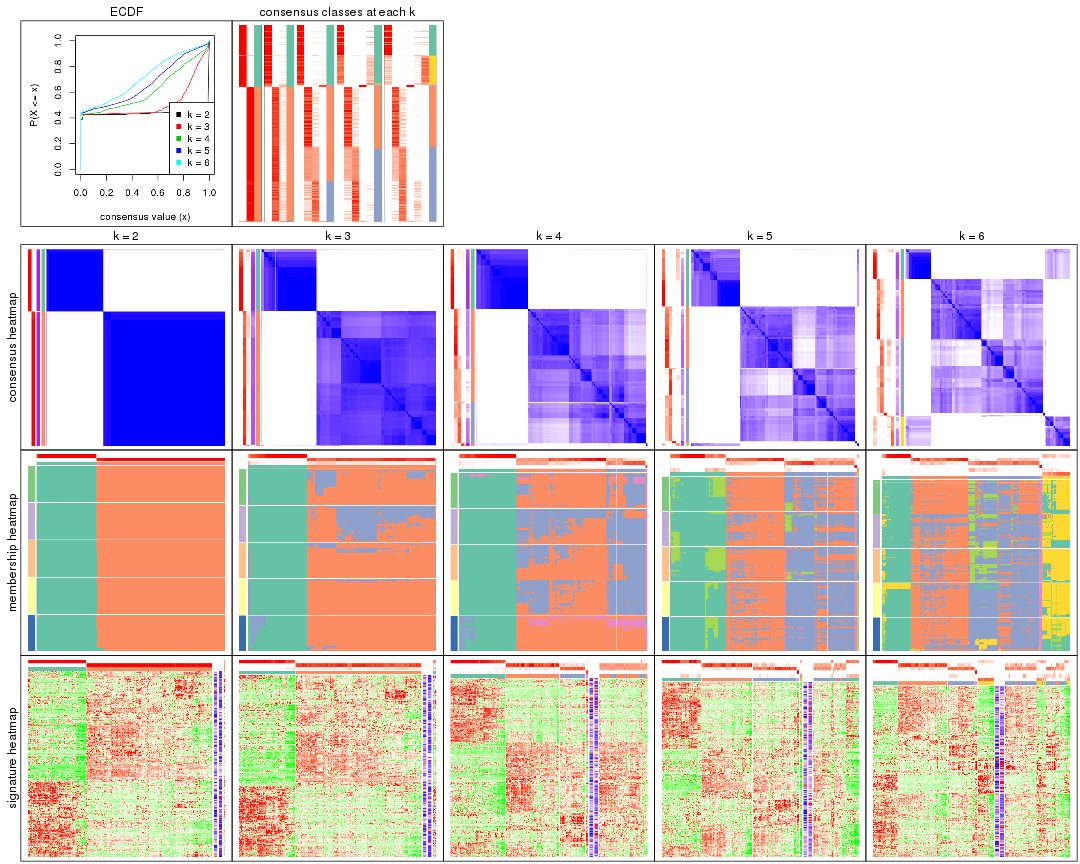 ECDF
consensus classes at each k
P(X <= x)
0.0 0.2 0.4 0.6 0.8 1.0
k = 2
k = 3
k = 4
k = 5
k = 6
0.0 0.2 0.4 0.6 0.8 1.0
consensus value (x)
k = 2 k = 3 k = 4 k = 5 k = 6
consensus heatmap
membership heatmap
signature heatmap